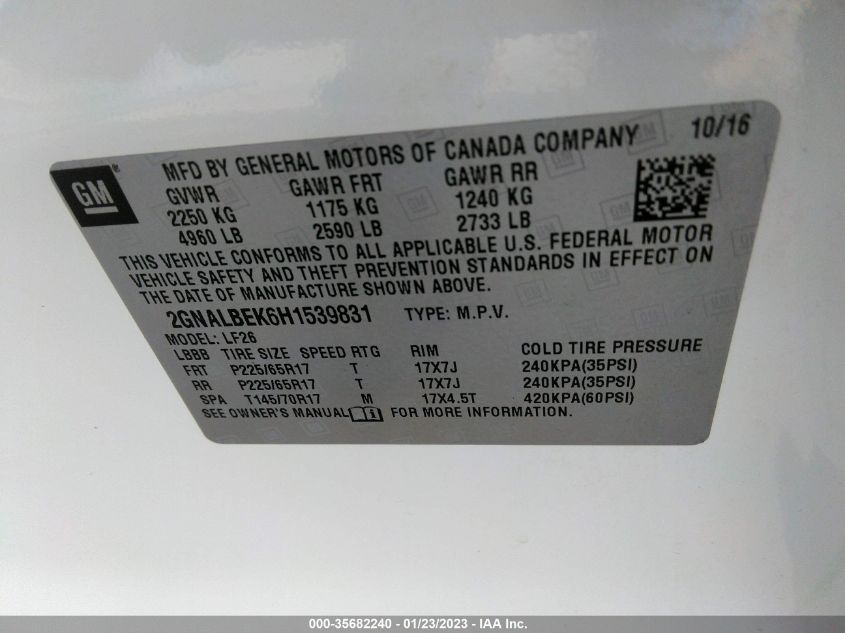 MFD BY GENERAL MOTORS OF CANADA COMPANY 10/16
GM
GVWR GAWR FRT GAWR RR
2250 KG 1175 KG 1240 KG
4960 LB 2590 LB 2733 LB
THIS VEHICLE CONFORMS TO ALL APPLICABLE U.S. FEDERAL MOTOR
VEHICLE SAFETY AND THEFT PREVENTION STANDARDS IN EFFECT ON
THE DATE OF MANUFACTURE SHOWN ABOVE.
2GNALBEK6H1539831 TYPE: M.P.V.
MODEL: LF26
LBBB TIRE SIZE SPEED RTG RIM COLD TIRE PRESSURE
FRT P225/65R17 T 17X7J 240KPA(35PSI)
RR P225/65R17 T 17X7J 240KPA(35PSI)
SPA T145/70R17 M 17X4.5T 420KPA(60PSI)
SEE OWNER'S MANUAL FOR MORE INFORMATION.
000-35682240 - 01/23/2023 - IAA Inc.